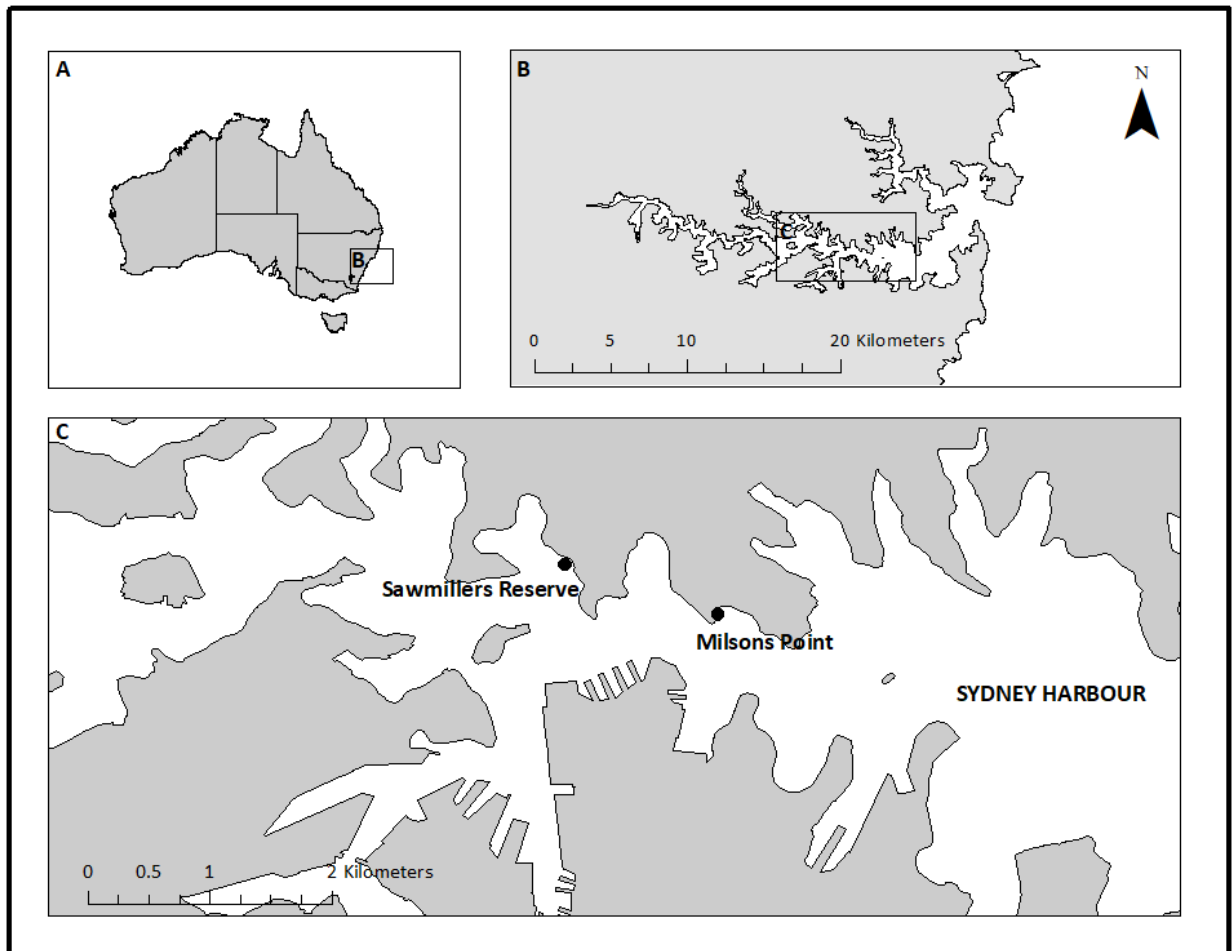 A
B
B
N
C
0 5 10 20 Kilometers
C
Sawmillers Reserve
Milsons Point
SYDNEY HARBOUR
0 0.5 1 2 Kilometers